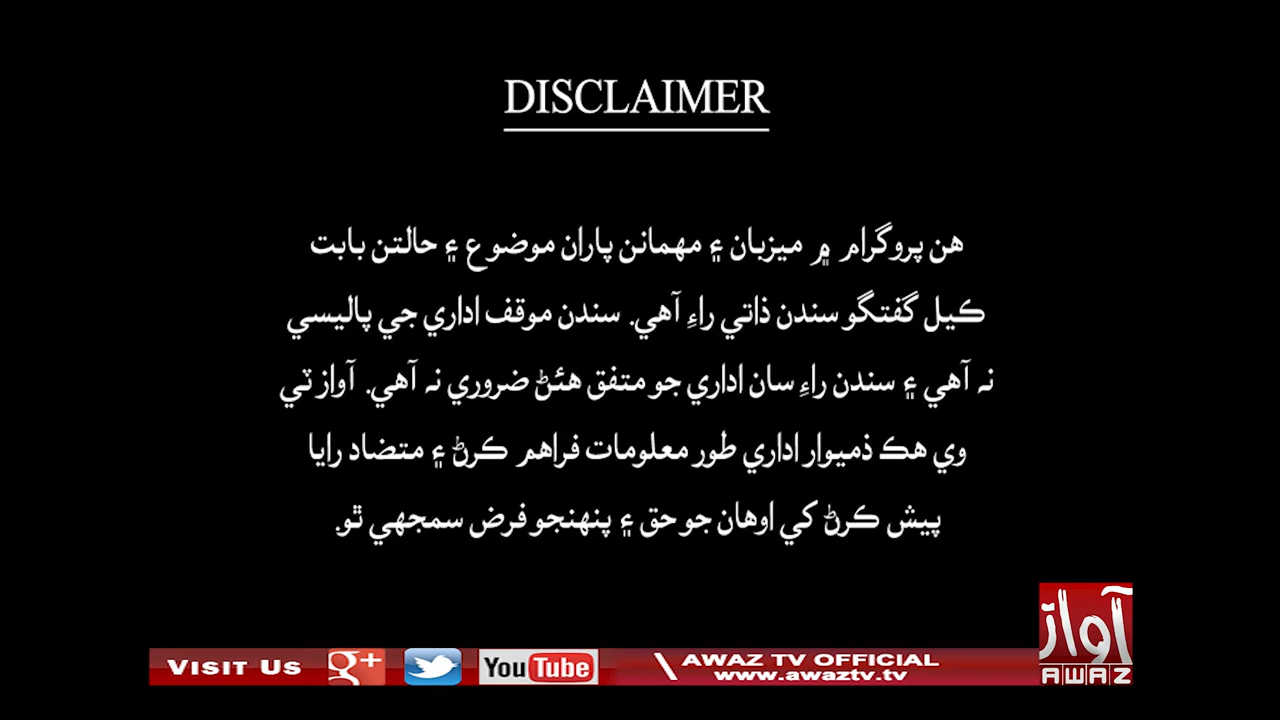 DISCLAIMER
هن پروگرام ۾ ميزبان ۽ مهمانن پاران موضوع ۽ حالتن بابت
ڪيل گفتگو سندن ذاتي راءِ آهي. سندن موقف اداري جي پاليسي
نه آهي ۽ سندن راءِ سان اداري جو متفق هئڻ ضروري نه آهي. آواز ٽي
وي هڪ ذميوار اداري طور معلومات فراهم ڪرڻ ۽ متضاد رايا
پيش ڪرڻ کي اوهان جو حق ۽ پنهنجو فرض سمجهي ٿو.
آواز
AWAZ
VISIT US g+ You Tube \ AWAZ TV OFFICIAL
www.awaztv.tv